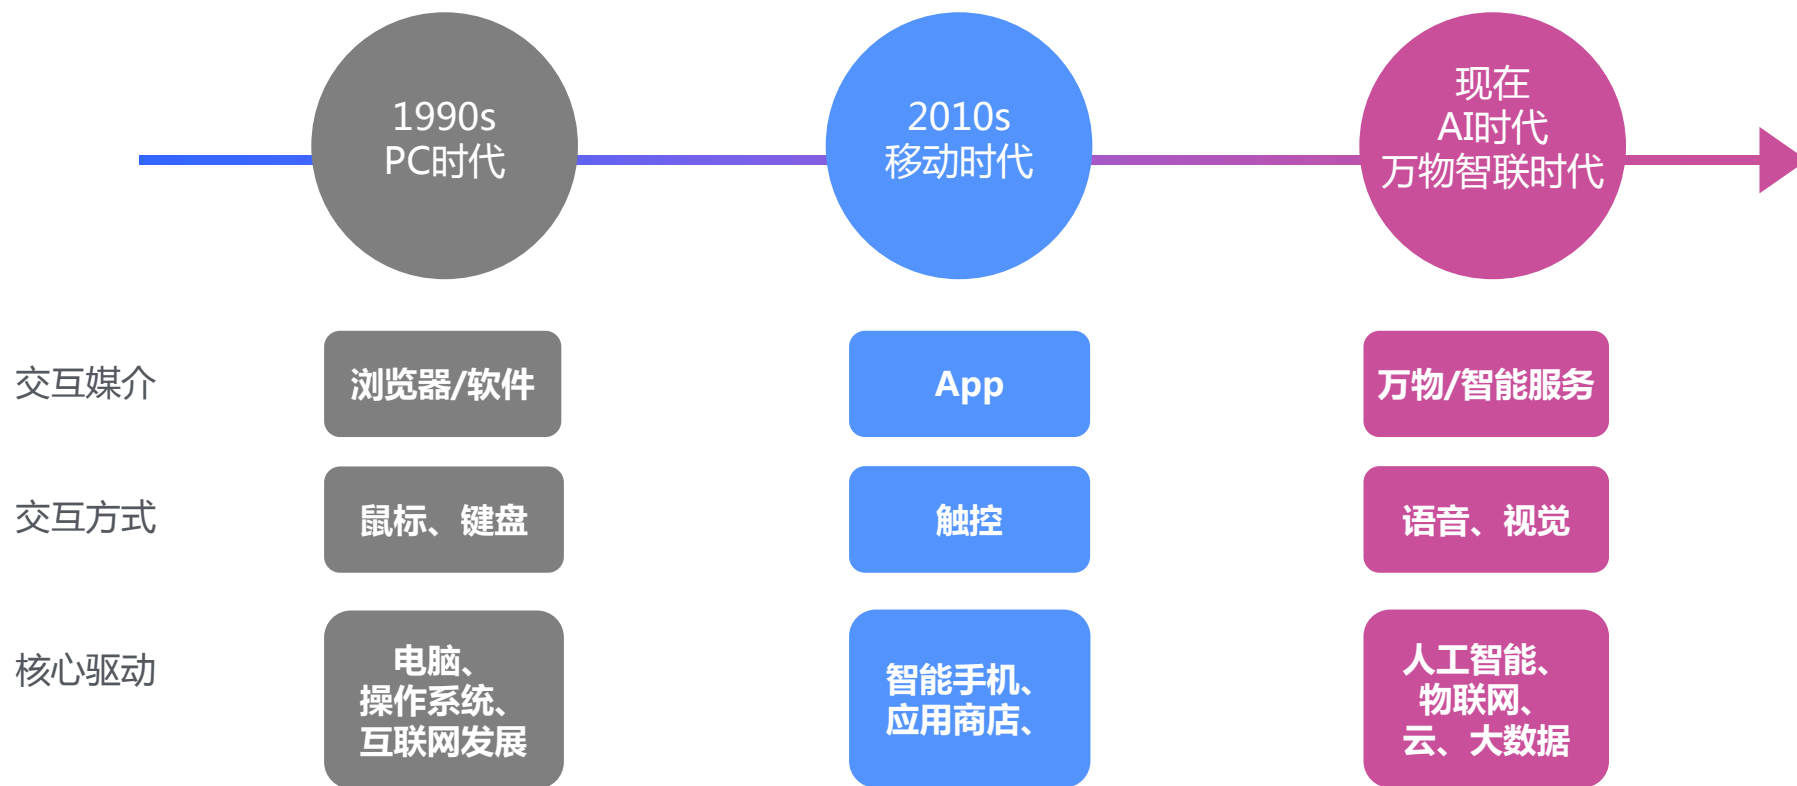 1990s
PC时代
2010s
移动时代
现在
AI时代
万物智联时代
交互媒介
浏览器/软件
App
万物/智能服务
交互方式
鼠标、键盘
触控
语音、视觉
核心驱动
电脑、
操作系统、
互联网发展
智能手机、
应用商店、
人工智能、
物联网、
云、大数据